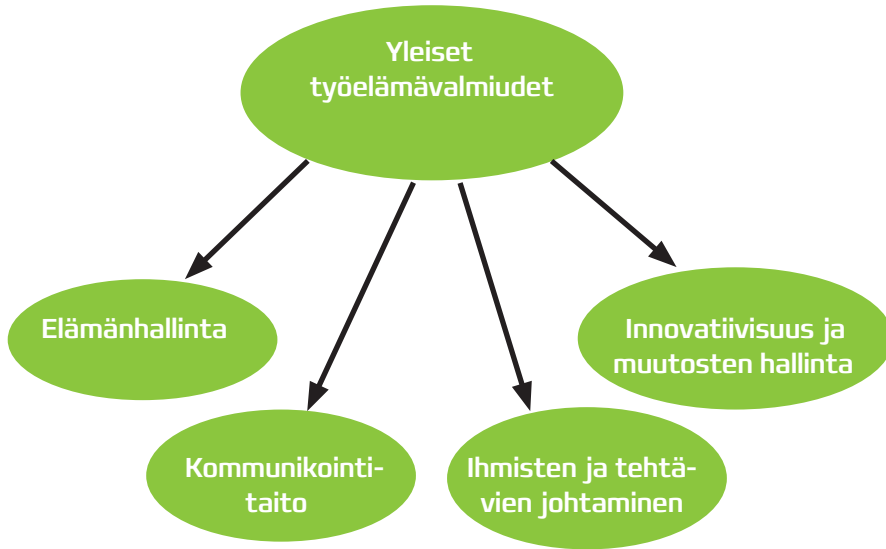 Yleiset
työelämävalmiudet
Elämänhallinta
Innovatiivisuus ja
muutosten hallinta
Kommunikointi-
taito
Ihmisten ja tehtä-
vien johtaminen